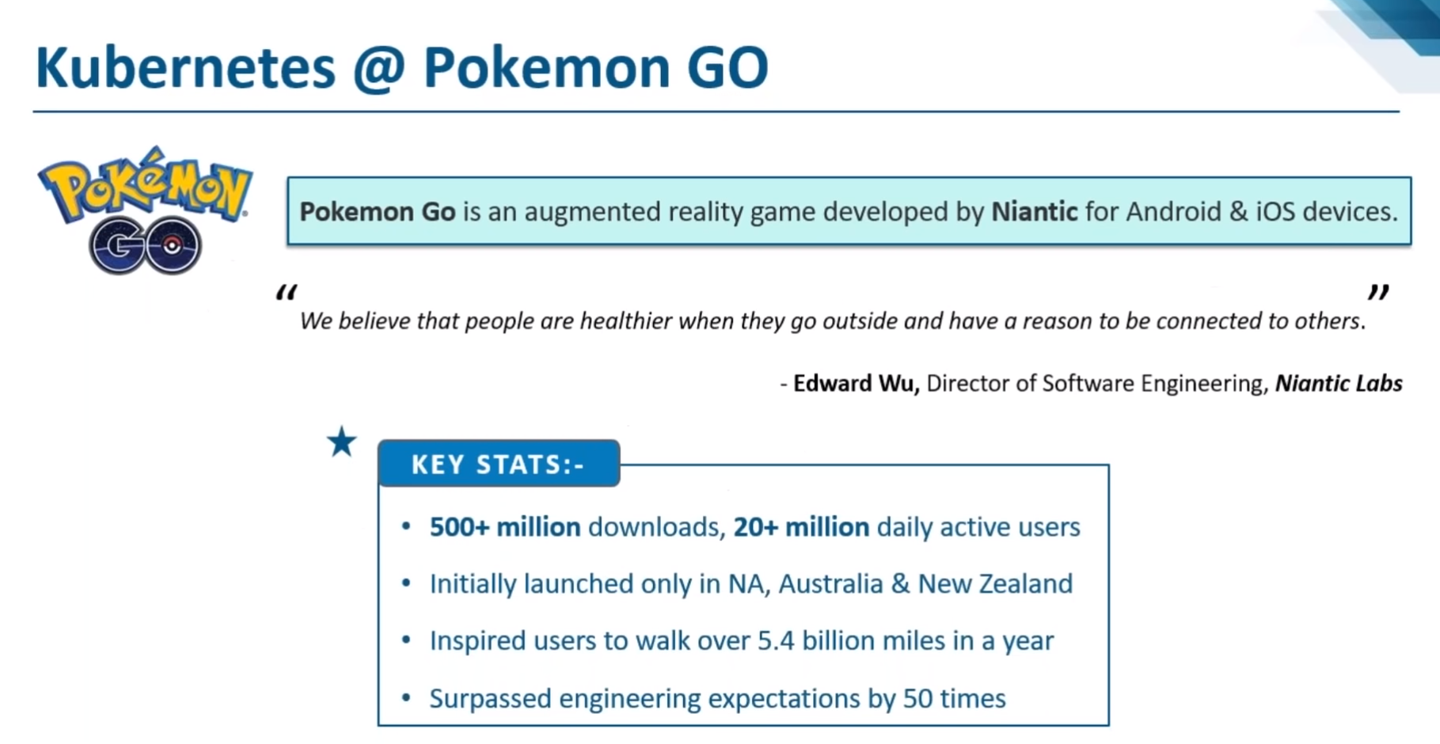 Kubernetes @ Pokemon GO
POKéMON
GO
Pokemon Go is an augmented reality game developed by Niantic for Android & iOS devices.
“We believe that people are healthier when they go outside and have a reason to be connected to others.”
- Edward Wu, Director of Software Engineering, Niantic Labs
KEY STATS:-
• 500+ million downloads, 20+ million daily active users
• Initially launched only in NA, Australia & New Zealand
• Inspired users to walk over 5.4 billion miles in a year
• Surpassed engineering expectations by 50 times